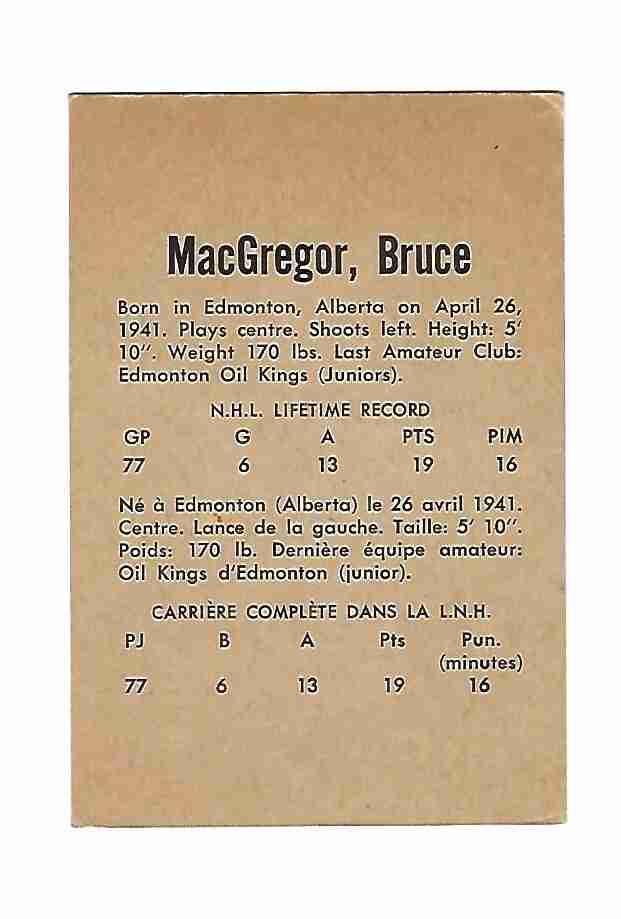 MacGregor, Bruce
Born in Edmonton, Alberta on April 26,
1941. Plays centre. Shoots left. Height: 5′
10″. Weight 170 lbs. Last Amateur Club:
Edmonton Oil Kings (Juniors).
N.H.L. LIFETIME RECORD
GP G A PTS PIM
77 6 13 19 16
Né à Edmonton (Alberta) le 26 avril 1941.
Centre. Lance de la gauche. Taille: 5′ 10″.
Poids: 170 lb. Dernière équipe amateur:
Oil Kings d'Edmonton (junior).
CARRIÈRE COMPLÈTE DANS LA L.N.H.
PJ B A Pts Pun.
(minutes)
77 6 13 19 16